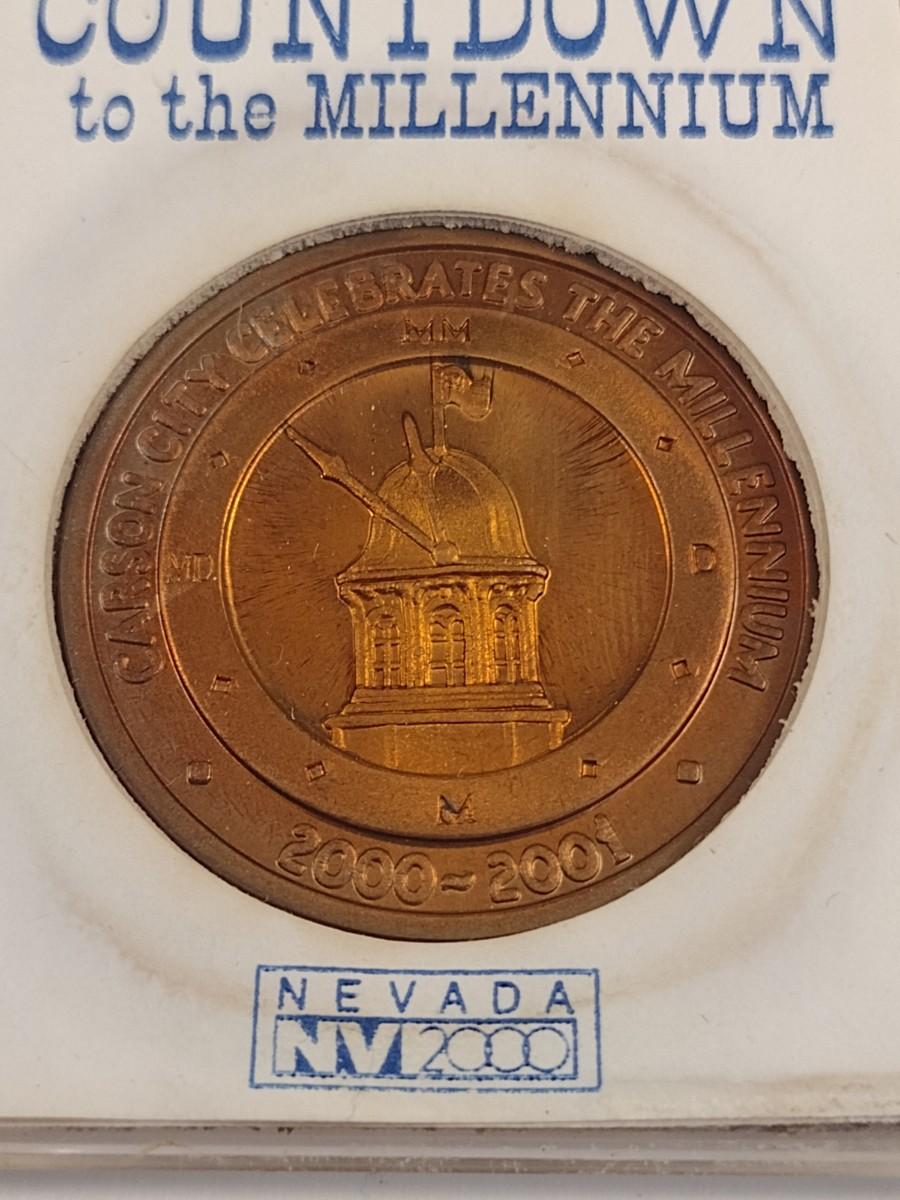 COUNTDOWN
to the MILLENNIUM
CARSON CITY CELEBRATES THE MILLENNIUM
MM
MD
D
M
2000~2001
NEVADA
NV2000